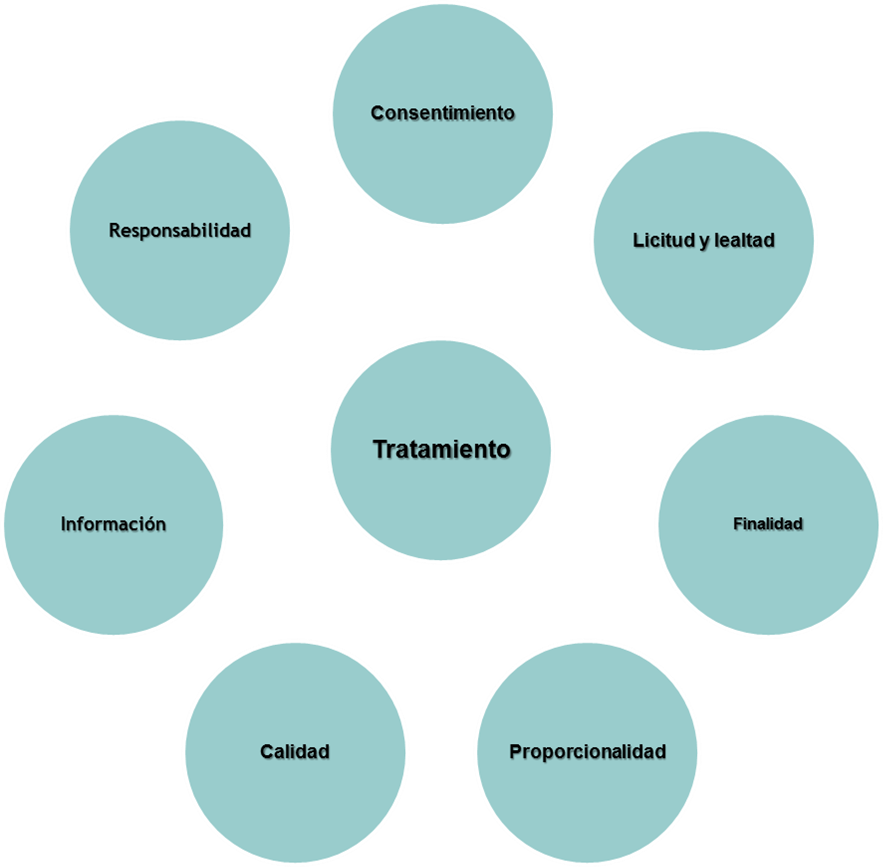 Consentimiento
Responsabilidad
Licitud y lealtad
Tratamiento
Información
Finalidad
Calidad
Proporcionalidad